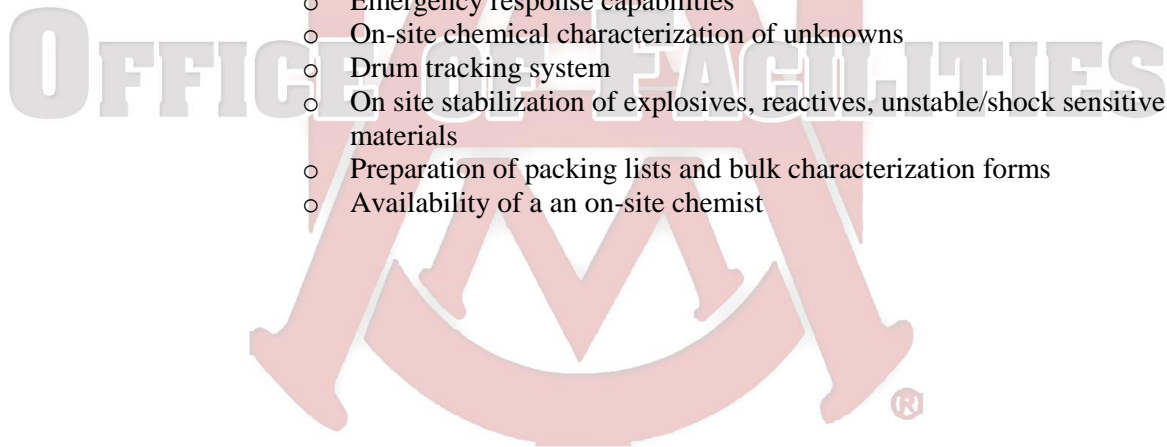 o Emergency response capabilities
o On-site chemical characterization of unknowns
OFFICE OF FACILITIES
o Drum tracking system
o On site stabilization of explosives, reactives, unstable/shock sensitive
materials
o Preparation of packing lists and bulk characterization forms
o Availability of a an on-site chemist
AM
®